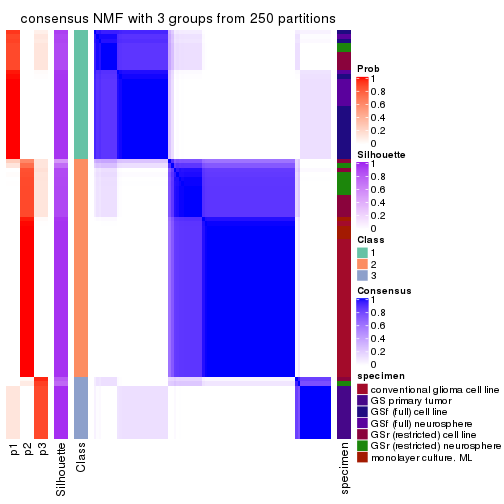 consensus NMF with 3 groups from 250 partitions
Prob
1
0.8
0.6
0.4
0.2
0
Silhouette
1
0.8
0.6
0.4
0.2
0
Class
1
2
3
Consensus
1
0.8
0.6
0.4
0.2
0
specimen
conventional glioma cell line
GS primary tumor
GSf (full) cell line
GSf (full) neurosphere
GSr (restricted) cell line
GSr (restricted) neurosphere
monolayer culture. ML
p1
p2
p3
Silhouette
Class
specimen